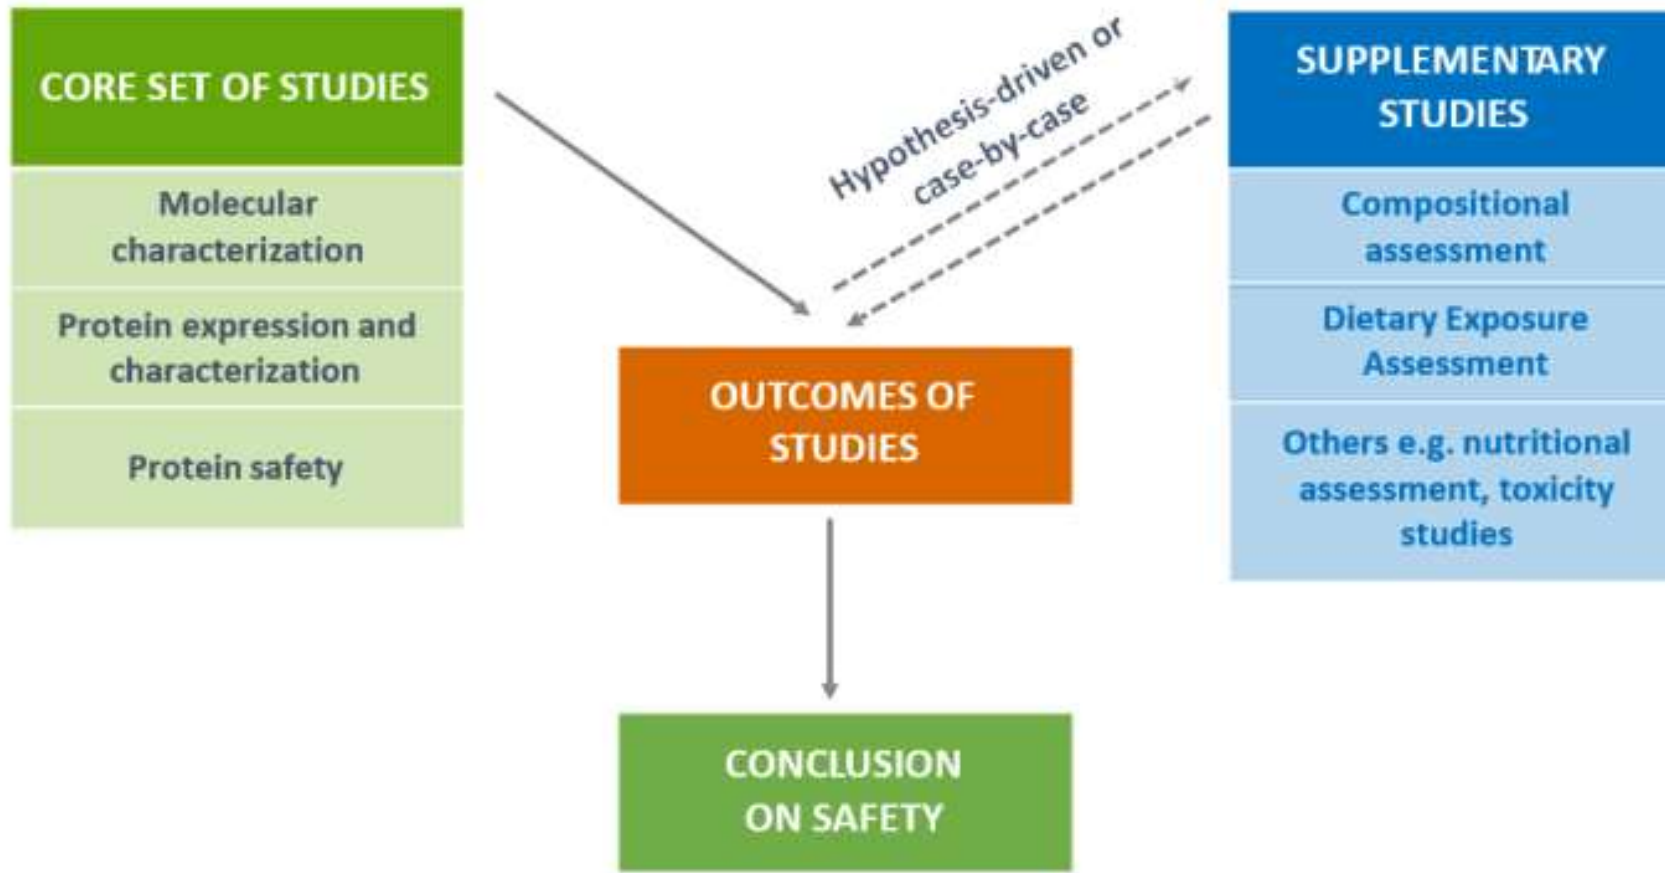 CORE SET OF STUDIES
Molecular
characterization
Protein expression and
characterization
Protein safety
Hypothesis-driven or
case-by-case
SUPPLEMENTARY
STUDIES
Compositional
assessment
Dietary Exposure
Assessment
Others e.g. nutritional
assessment, toxicity
studies
OUTCOMES OF
STUDIES
CONCLUSION
ON SAFETY